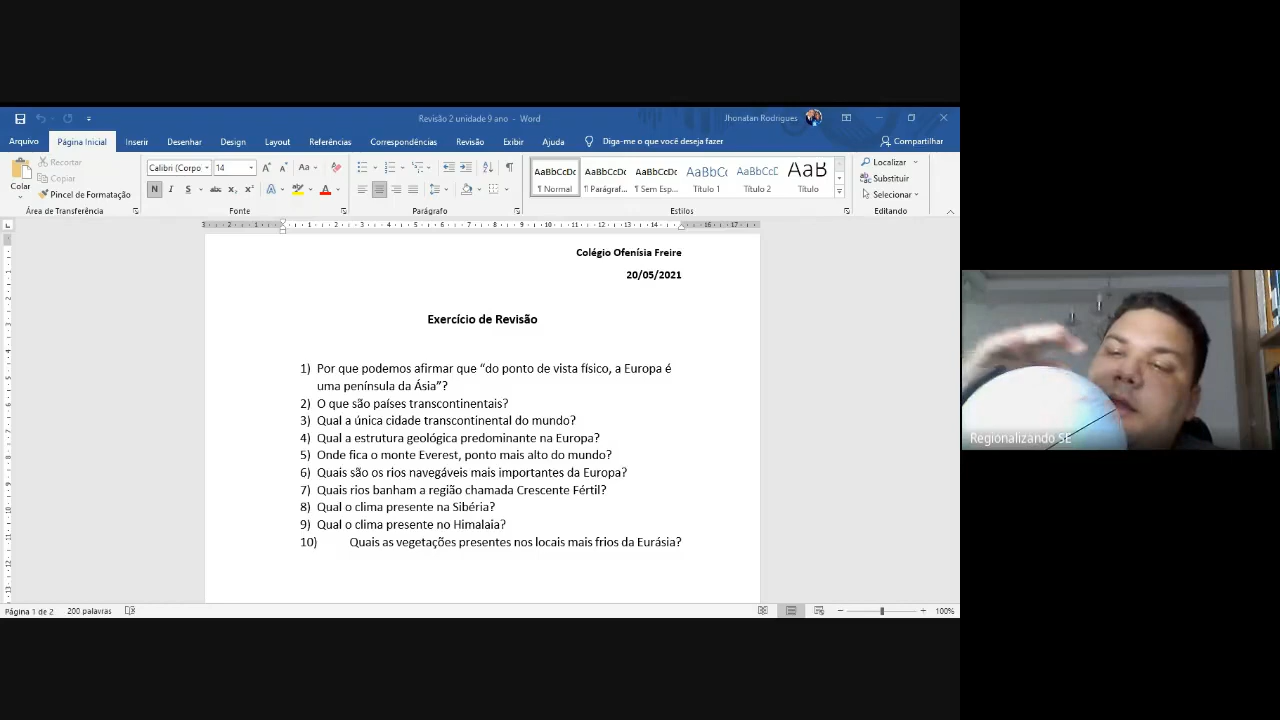 Revisão 2 unidade 9 ano - Word
Jhonatan Rodrigues
Arquivo Página Inicial Inserir Desenhar Design Layout Referências Correspondências Revisão Exibir Ajuda Diga-me o que você deseja fazer Compartilhar
Colar
Recortar
Copiar
Pincel de Formatação
Área de Transferência
Calibri (Corpo 14
Fonte
Parágrafo
AaBbCcDc AaBbCcDc AaBbCcDc AaBbCc AaBbCcD AaB
¶ Normal ¶ Parágraf... ¶ Sem Esp... Título 1 Título 2 Título
Estilos
Localizar
Substituir
Selecionar
Editando
Colégio Ofenísia Freire
20/05/2021
Exercício de Revisão
1) Por que podemos afirmar que “do ponto de vista físico, a Europa é
uma península da Ásia”?
2) O que são países transcontinentais?
3) Qual a única cidade transcontinental do mundo?
4) Qual a estrutura geológica predominante na Europa?
5) Onde fica o monte Everest, ponto mais alto do mundo?
6) Quais são os rios navegáveis mais importantes da Europa?
7) Quais rios banham a região chamada Crescente Fértil?
8) Qual o clima presente na Sibéria?
9) Qual o clima presente no Himalaia?
10) Quais as vegetações presentes nos locais mais frios da Eurásia?
Página 1 de 2 200 palavras 100%
Regionalizando SE